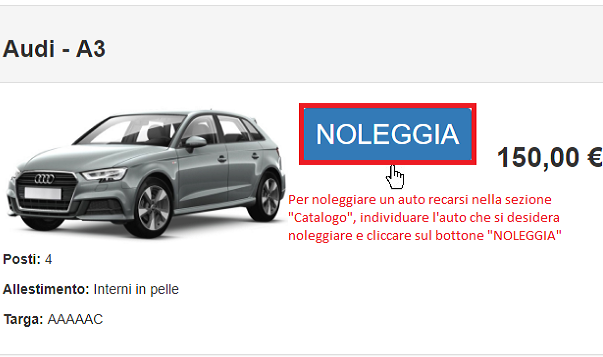 Audi - A3
NOLEGGIA
150,00 €
Per noleggiare un auto recarsi nella sezione
"Catalogo", individuare l'auto che si desidera
noleggiare e cliccare sul bottone "NOLEGGIA"
Posti: 4
Allestimento: Interni in pelle
Targa: AAAAAC